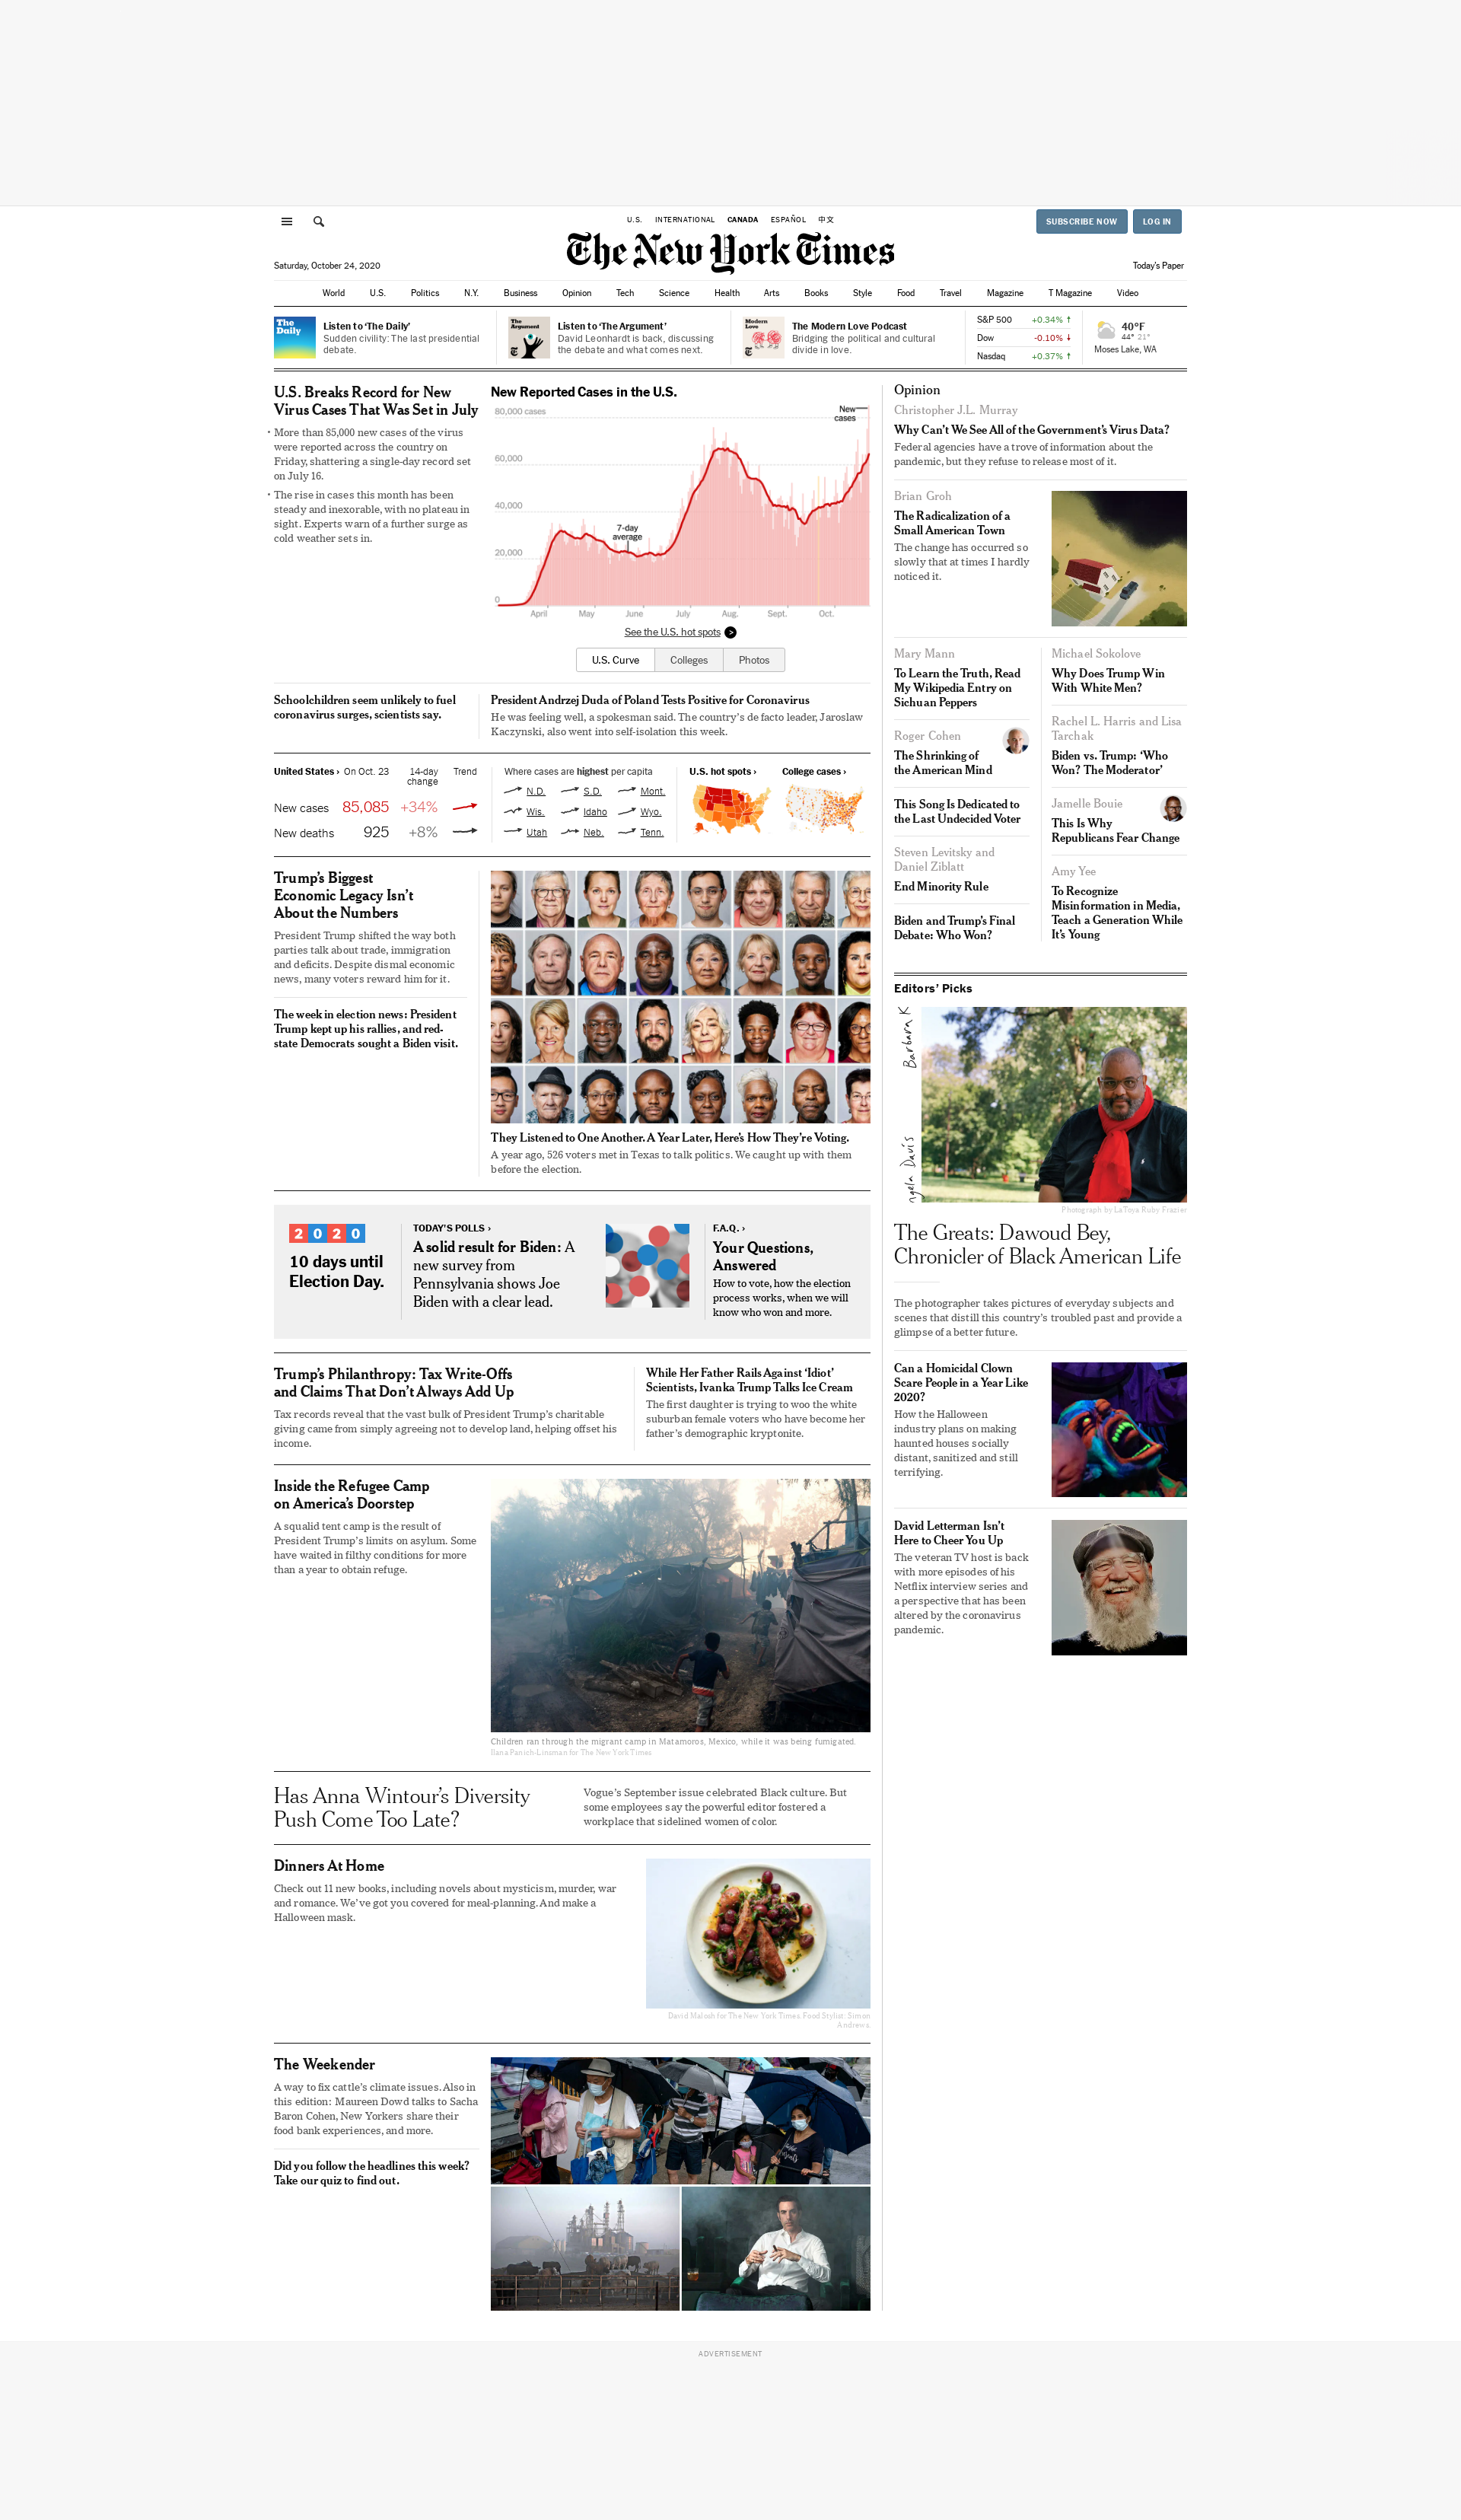 U.S. INTERNATIONAL CANADA ESPAÑOL 中文
SUBSCRIBE NOW LOG IN
The New York Times
Saturday, October 24, 2020
Today's Paper
World U.S. Politics N.Y. Business Opinion Tech Science Health Arts Books Style Food Travel Magazine T Magazine Video
The
Daily
Listen to ‘The Daily’
Sudden civility: The last presidential
debate.
The
Argument
Listen to ‘The Argument’
David Leonhardt is back, discussing
the debate and what comes next.
Modern
Love
The Modern Love Podcast
Bridging the political and cultural
divide in love.
S&P 500 +0.34% ↑
Dow -0.10% ↓
Nasdaq +0.37% ↑
40°F
44° 21°
Moses Lake, WA
U.S. Breaks Record for New
Virus Cases That Was Set in July
• More than 85,000 new cases of the virus
were reported across the country on
Friday, shattering a single-day record set
on July 16.
• The rise in cases this month has been
steady and inexorable, with no plateau in
sight. Experts warn of a further surge as
cold weather sets in.
New Reported Cases in the U.S.
80,000 cases
New
cases
60,000
40,000
7-day
average
20,000
0
April May June July Aug. Sept. Oct.
See the U.S. hot spots >
U.S. Curve Colleges Photos
Schoolchildren seem unlikely to fuel
coronavirus surges, scientists say.
President Andrzej Duda of Poland Tests Positive for Coronavirus
He was feeling well, a spokesman said. The country’s de facto leader, Jaroslaw
Kaczynski, also went into self-isolation this week.
United States › On Oct. 23 14-day
change Trend
New cases 85,085 +34%
New deaths 925 +8%
Where cases are highest per capita
N.D. S.D. Mont.
Wis. Idaho Wyo.
Utah Neb. Tenn.
U.S. hot spots ›
College cases ›
Trump’s Biggest
Economic Legacy Isn’t
About the Numbers
President Trump shifted the way both
parties talk about trade, immigration
and deficits. Despite dismal economic
news, many voters reward him for it.
The week in election news: President
Trump kept up his rallies, and red-
state Democrats sought a Biden visit.
They Listened to One Another. A Year Later, Here’s How They’re Voting.
A year ago, 526 voters met in Texas to talk politics. We caught up with them
before the election.
2020
10 days until
Election Day.
TODAY’S POLLS ›
A solid result for Biden: A
new survey from
Pennsylvania shows Joe
Biden with a clear lead.
F.A.Q. ›
Your Questions,
Answered
How to vote, how the election
process works, when we will
know who won and more.
Trump’s Philanthropy: Tax Write-Offs
and Claims That Don’t Always Add Up
Tax records reveal that the vast bulk of President Trump’s charitable
giving came from simply agreeing not to develop land, helping offset his
income.
While Her Father Rails Against ‘Idiot’
Scientists, Ivanka Trump Talks Ice Cream
The first daughter is trying to woo the white
suburban female voters who have become her
father’s demographic kryptonite.
Inside the Refugee Camp
on America’s Doorstep
A squalid tent camp is the result of
President Trump’s limits on asylum. Some
have waited in filthy conditions for more
than a year to obtain refuge.
Children ran through the migrant camp in Matamoros, Mexico, while it was being fumigated.
Ilana Panich-Linsman for The New York Times
Has Anna Wintour’s Diversity
Push Come Too Late?
Vogue’s September issue celebrated Black culture. But
some employees say the powerful editor fostered a
workplace that sidelined women of color.
Dinners At Home
Check out 11 new books, including novels about mysticism, murder, war
and romance. We’ve got you covered for meal-planning. And make a
Halloween mask.
David Malosh for The New York Times. Food Stylist: Simon
Andrews.
The Weekender
A way to fix cattle’s climate issues. Also in
this edition: Maureen Dowd talks to Sacha
Baron Cohen, New Yorkers share their
food bank experiences, and more.
Did you follow the headlines this week?
Take our quiz to find out.
Opinion
Christopher J.L. Murray
Why Can’t We See All of the Government’s Virus Data?
Federal agencies have a trove of information about the
pandemic, but they refuse to release most of it.
Brian Groh
The Radicalization of a
Small American Town
The change has occurred so
slowly that at times I hardly
noticed it.
Mary Mann
To Learn the Truth, Read
My Wikipedia Entry on
Sichuan Peppers
Roger Cohen
The Shrinking of
the American Mind
This Song Is Dedicated to
the Last Undecided Voter
Steven Levitsky and
Daniel Ziblatt
End Minority Rule
Biden and Trump’s Final
Debate: Who Won?
Michael Sokolove
Why Does Trump Win
With White Men?
Rachel L. Harris and Lisa
Tarchak
Biden vs. Trump: ‘Who
Won? The Moderator’
Jamelle Bouie
This Is Why
Republicans Fear Change
Amy Yee
To Recognize
Misinformation in Media,
Teach a Generation While
It’s Young
Editors’ Picks
Barbara K
ngela Davis
Photograph by LaToya Ruby Frazier
The Greats: Dawoud Bey,
Chronicler of Black American Life
The photographer takes pictures of everyday subjects and
scenes that distill this country’s troubled past and provide a
glimpse of a better future.
Can a Homicidal Clown
Scare People in a Year Like
2020?
How the Halloween
industry plans on making
haunted houses socially
distant, sanitized and still
terrifying.
David Letterman Isn’t
Here to Cheer You Up
The veteran TV host is back
with more episodes of his
Netflix interview series and
a perspective that has been
altered by the coronavirus
pandemic.
ADVERTISEMENT